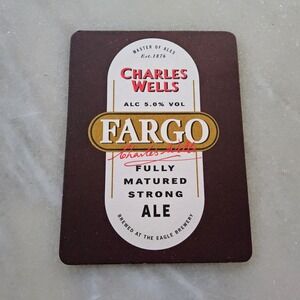 MASTER OF ALES
Est. 1876
CHARLES
WELLS
ALC 5.0% VOL
FARGO
Charles Wells
FULLY
MATURED
STRONG
ALE
BREWED AT THE EAGLE BREWERY